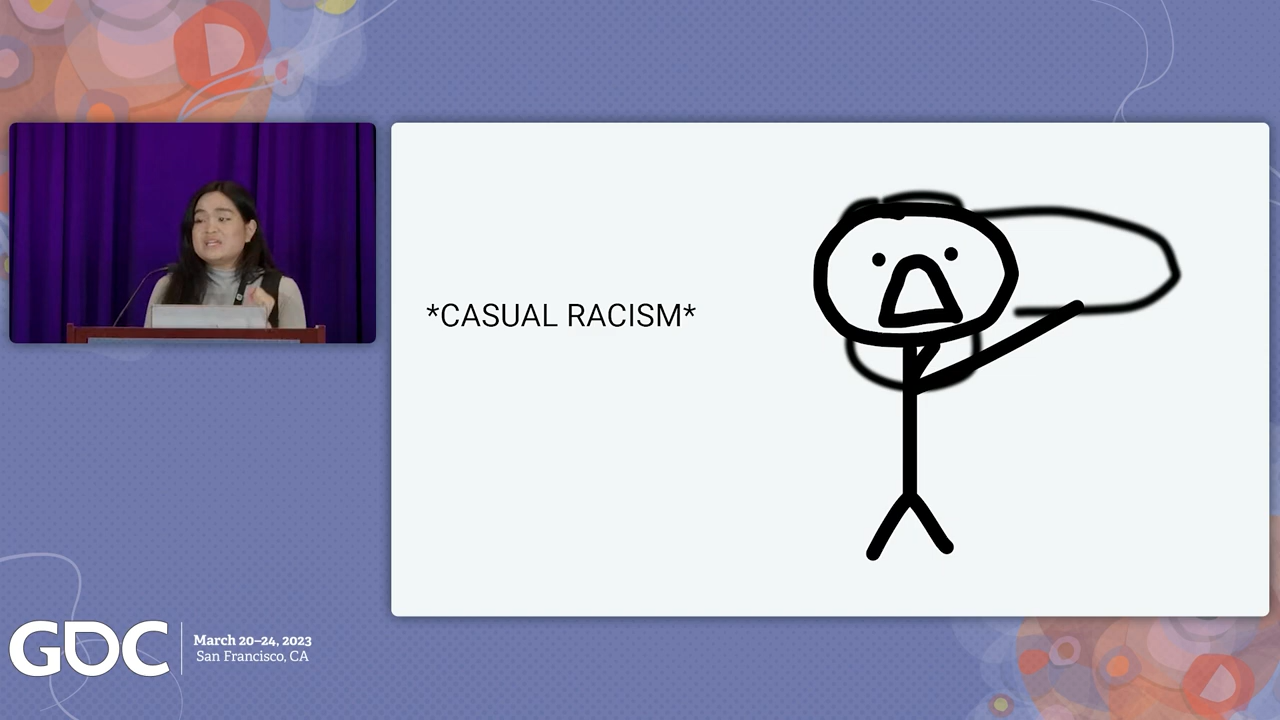 *CASUAL RACISM*
GDC
March 20–24, 2023
San Francisco, CA